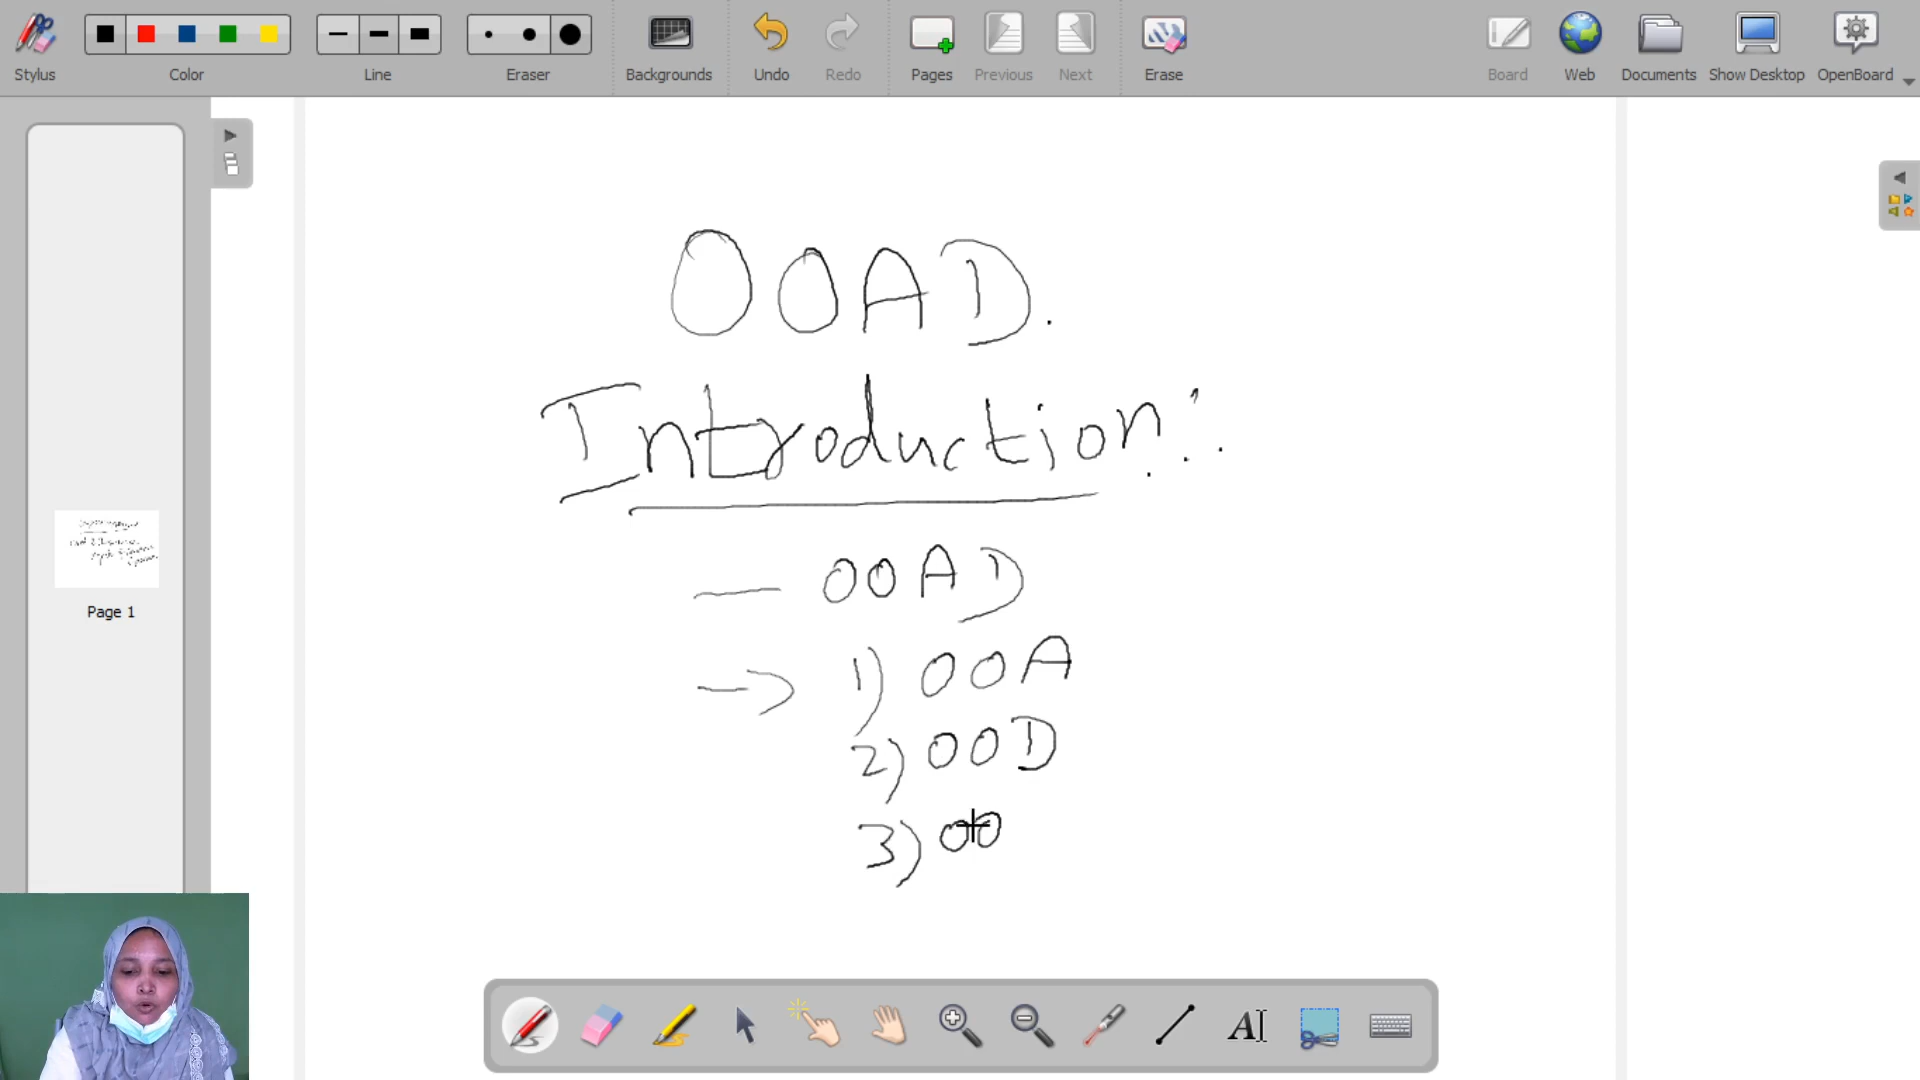 Stylus Color Line Eraser Backgrounds Undo Redo Pages Previous Next Erase Board Web Documents Show Desktop OpenBoard
OOAD.
Introduction:
— OOAD
→ 1) OOA
2) OOD
3) OO
Page 1